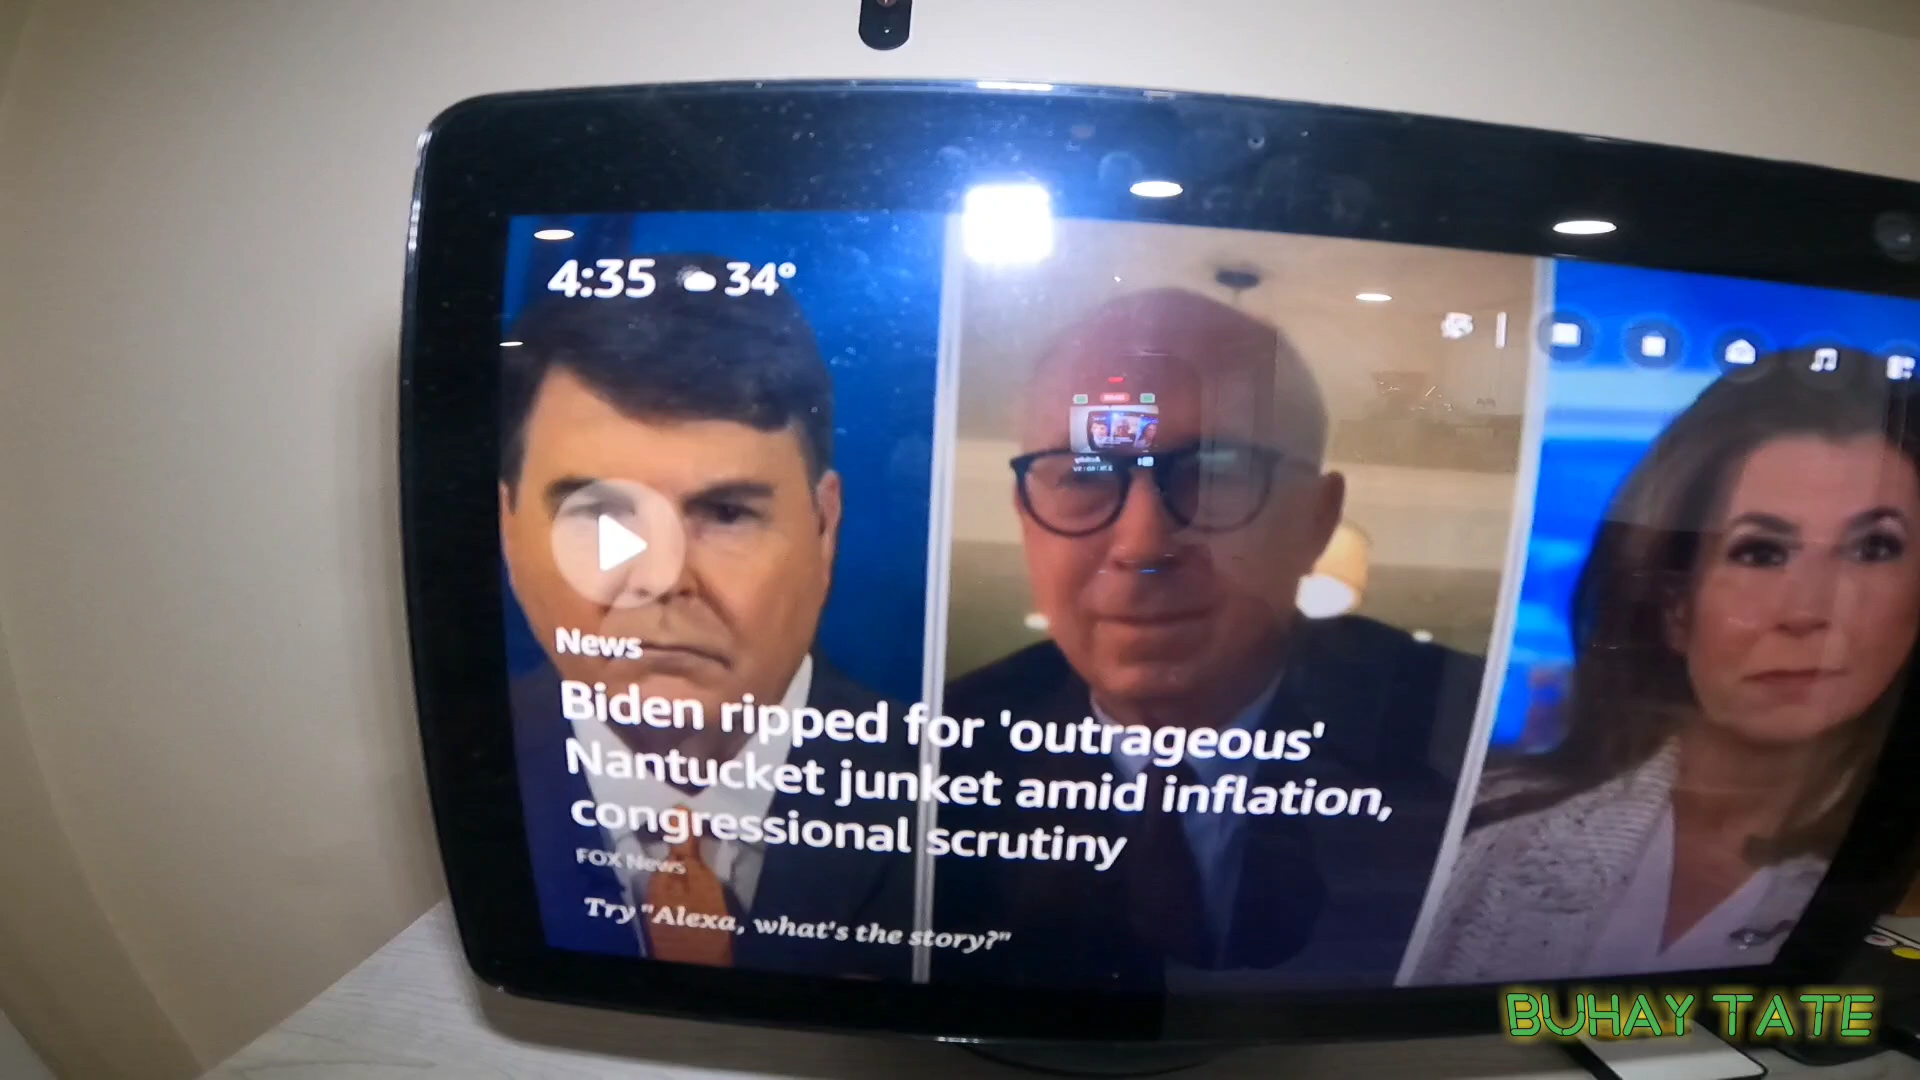 4:35 34°
News
Biden ripped for 'outrageous'
Nantucket junket amid inflation,
congressional scrutiny
FOX News
Try "Alexa, what's the story?"
BUHAY TATE